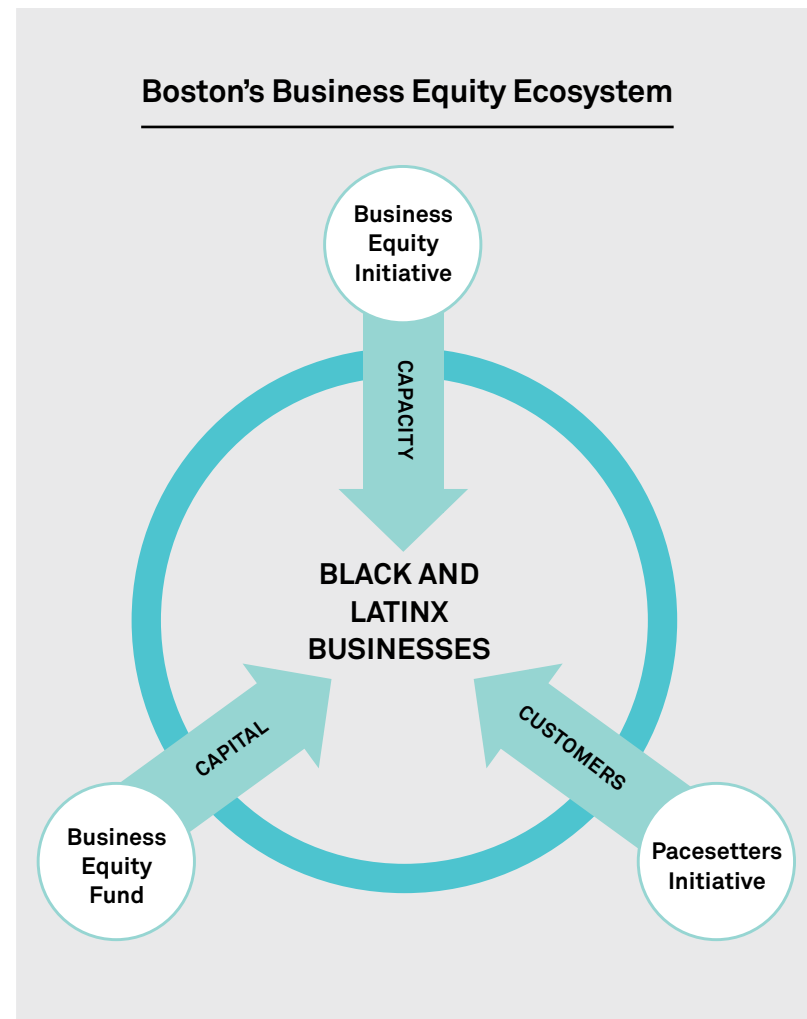 Boston’s Business Equity Ecosystem
Business
Equity
Initiative
CAPACITY
BLACK AND
LATINX
BUSINESSES
CAPITAL
CUSTOMERS
Business
Equity
Fund
Pacesetters
Initiative